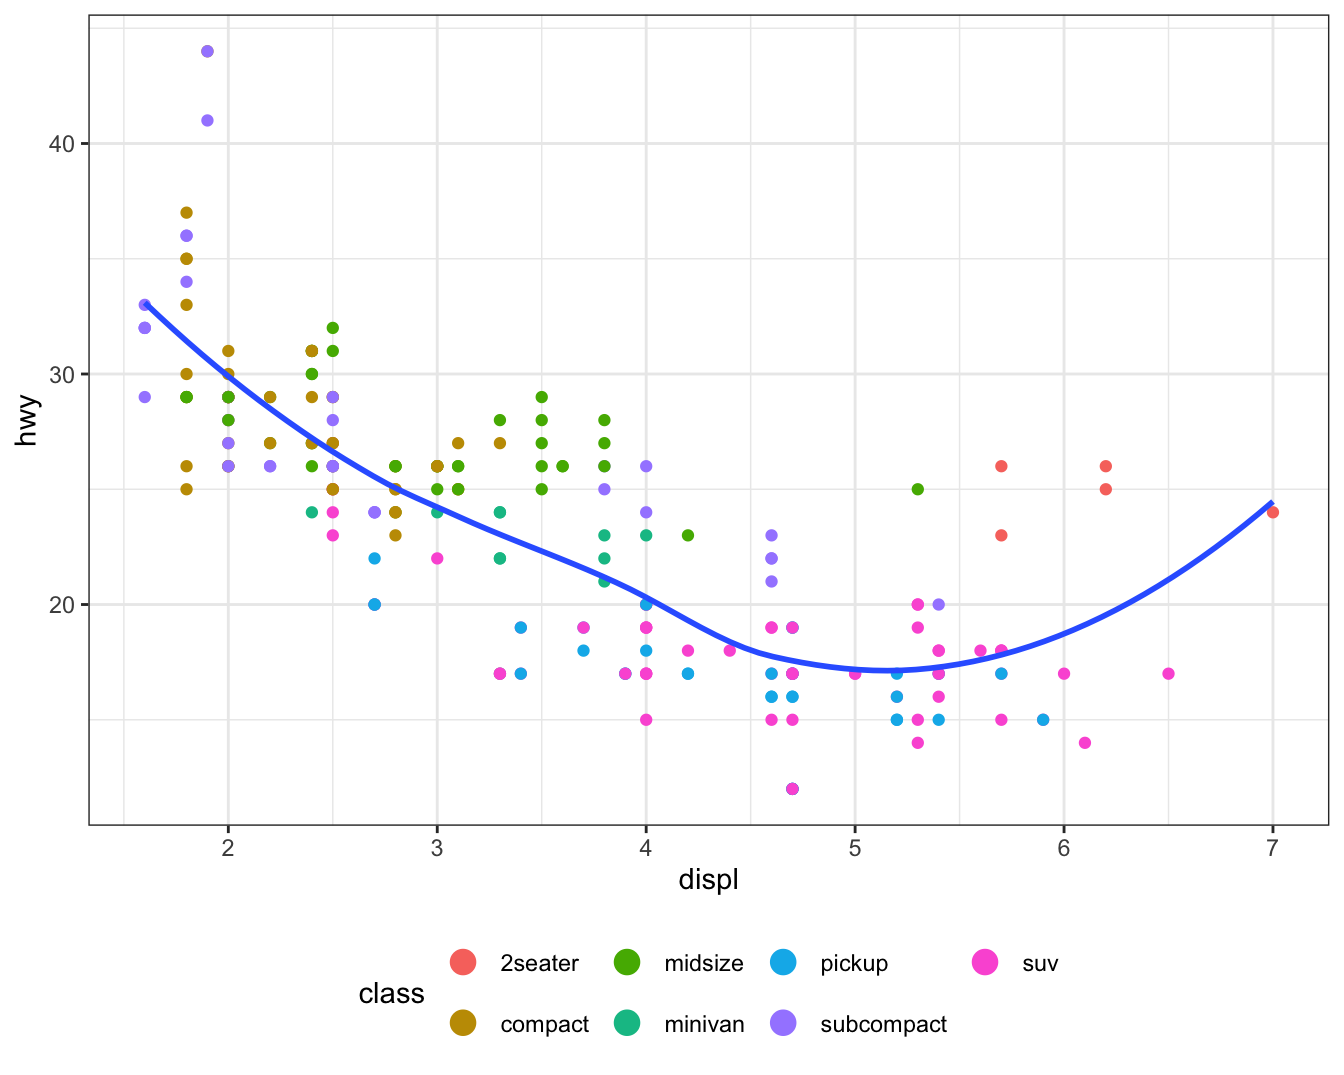 hwy
40
30
20
2 3 4 5 6 7
displ
class
2seater midsize pickup suv
compact minivan subcompact